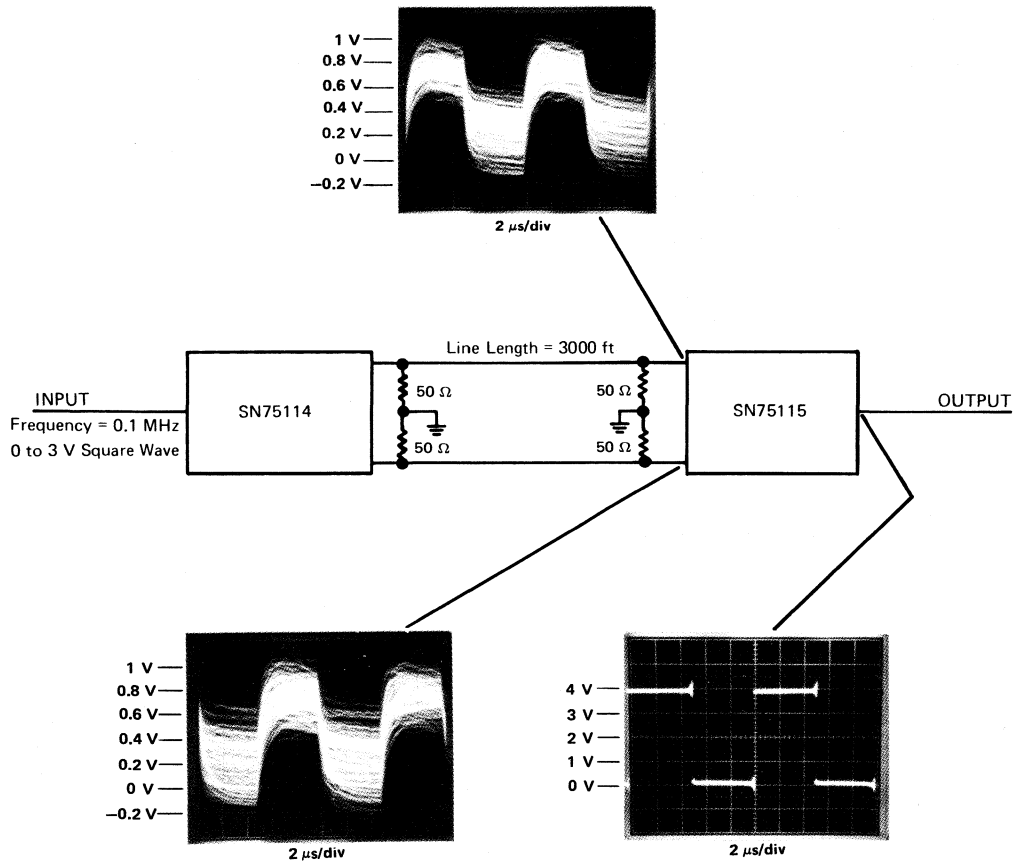 1 V
0.8 V
0.6 V
0.4 V
0.2 V
0 V
−0.2 V
2 μs/div
Line Length = 3000 ft
INPUT
Frequency = 0.1 MHz
0 to 3 V Square Wave
SN75114
50 Ω
50 Ω
50 Ω
50 Ω
SN75115
OUTPUT
1 V
0.8 V
0.6 V
0.4 V
0.2 V
0 V
−0.2 V
2 μs/div
4 V
3 V
2 V
1 V
0 V
2 μs/div